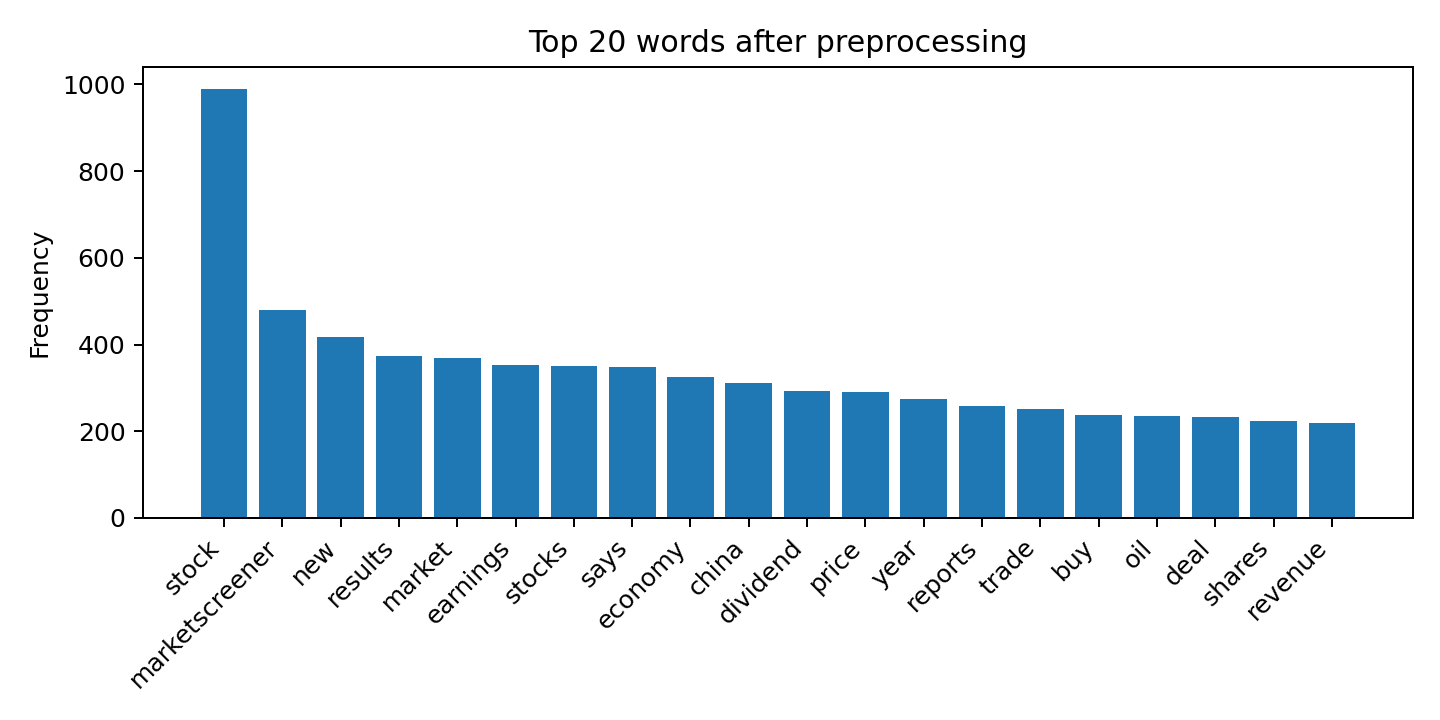 Top 20 words after preprocessing
Frequency
1000
800
600
400
200
0
stock
marketscreener
new
results
market
earnings
stocks
says
economy
china
dividend
price
year
reports
trade
buy
oil
deal
shares
revenue